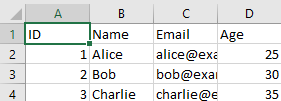 A B C D
1 ID Name Email Age
2 1 Alice alice@exa 25
3 2 Bob bob@exa 30
4 3 Charlie charlie@e 35